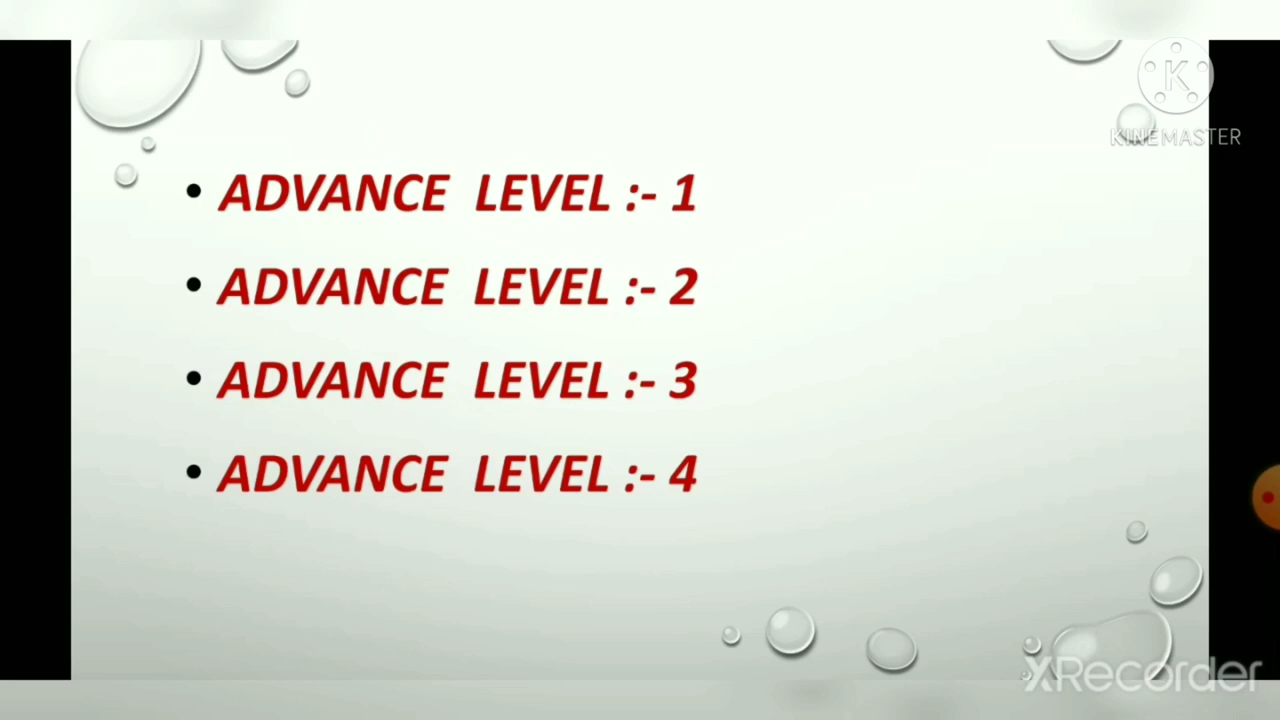 K
KINEMASTER
• ADVANCE LEVEL :- 1
• ADVANCE LEVEL :- 2
• ADVANCE LEVEL :- 3
• ADVANCE LEVEL :- 4
XRecorder